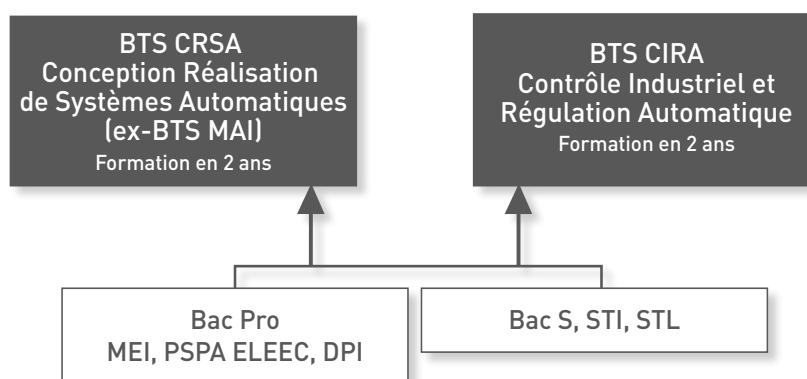 BTS CRSA
Conception Réalisation
de Systèmes Automatiques
(ex-BTS MAI)
Formation en 2 ans
BTS CIRA
Contrôle Industriel et
Régulation Automatique
Formation en 2 ans
Bac Pro
MEI, PSPA ELEEC, DPI
Bac S, STI, STL